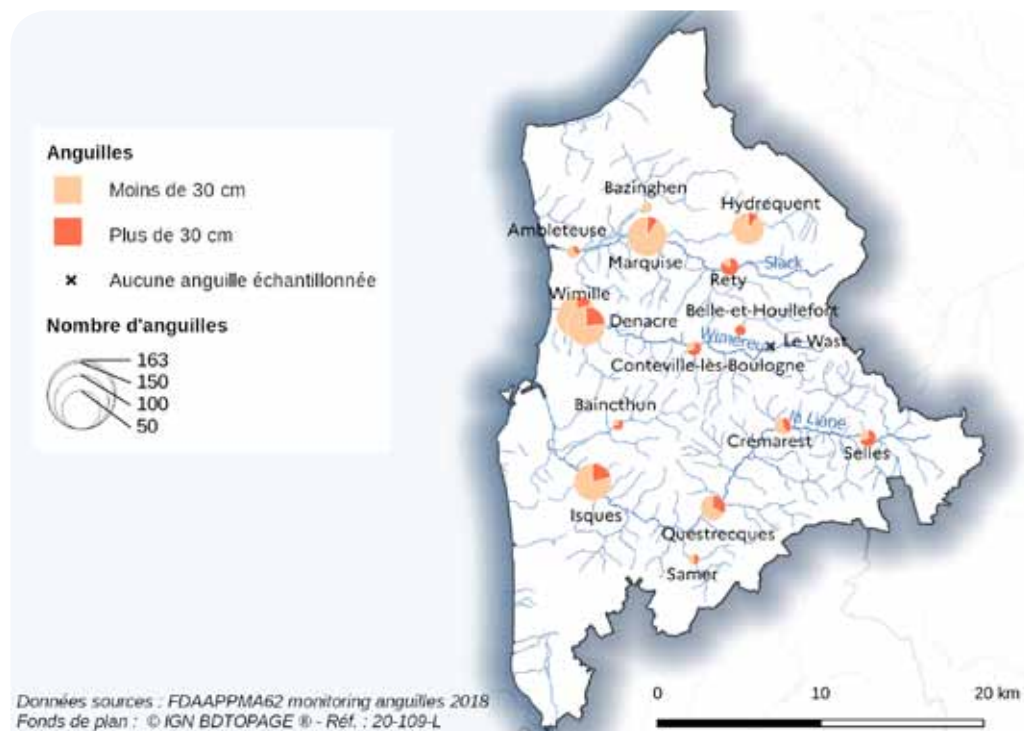 Anguilles
Moins de 30 cm
Plus de 30 cm
Aucune anguille échantillonnée
Nombre d'anguilles
163
150
100
50
Bazinghen
Hydrequent
Ambleteuse
Marquise
Slack
Rety
Wimille
Belle-et-Houllefort
Denacre
Wimereux
Le Wast
Conteville-lès-Boulogne
Baincthun
la Liane
Crémarest
Selles
Isques
Questrecques
Samer
Données sources : FDAAPPMA62 monitoring anguilles 2018
Fonds de plan : © IGN BDTOPAGE ® - Réf. : 20-109-L
0 10 20 km